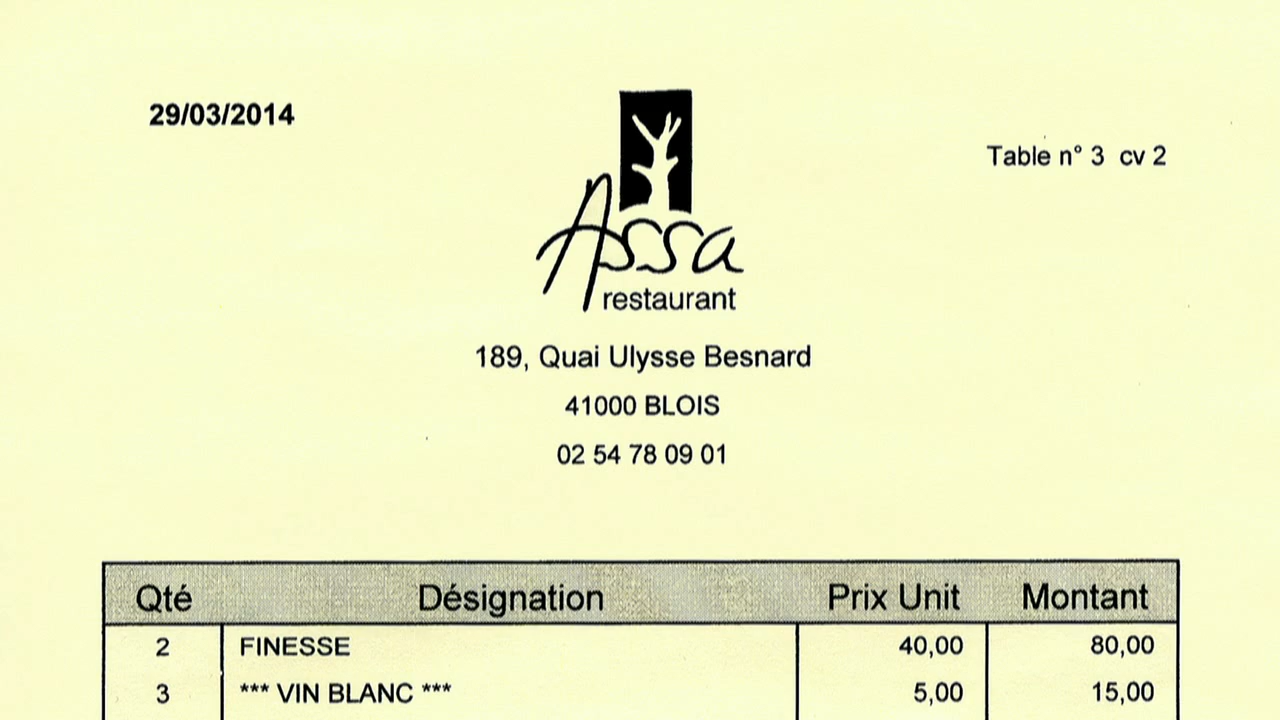 29/03/2014
Table n° 3 cv 2
Assa
restaurant
189, Quai Ulysse Besnard
41000 BLOIS
02 54 78 09 01
Qté Désignation Prix Unit Montant
2 FINESSE 40,00 80,00
3 *** VIN BLANC *** 5,00 15,00